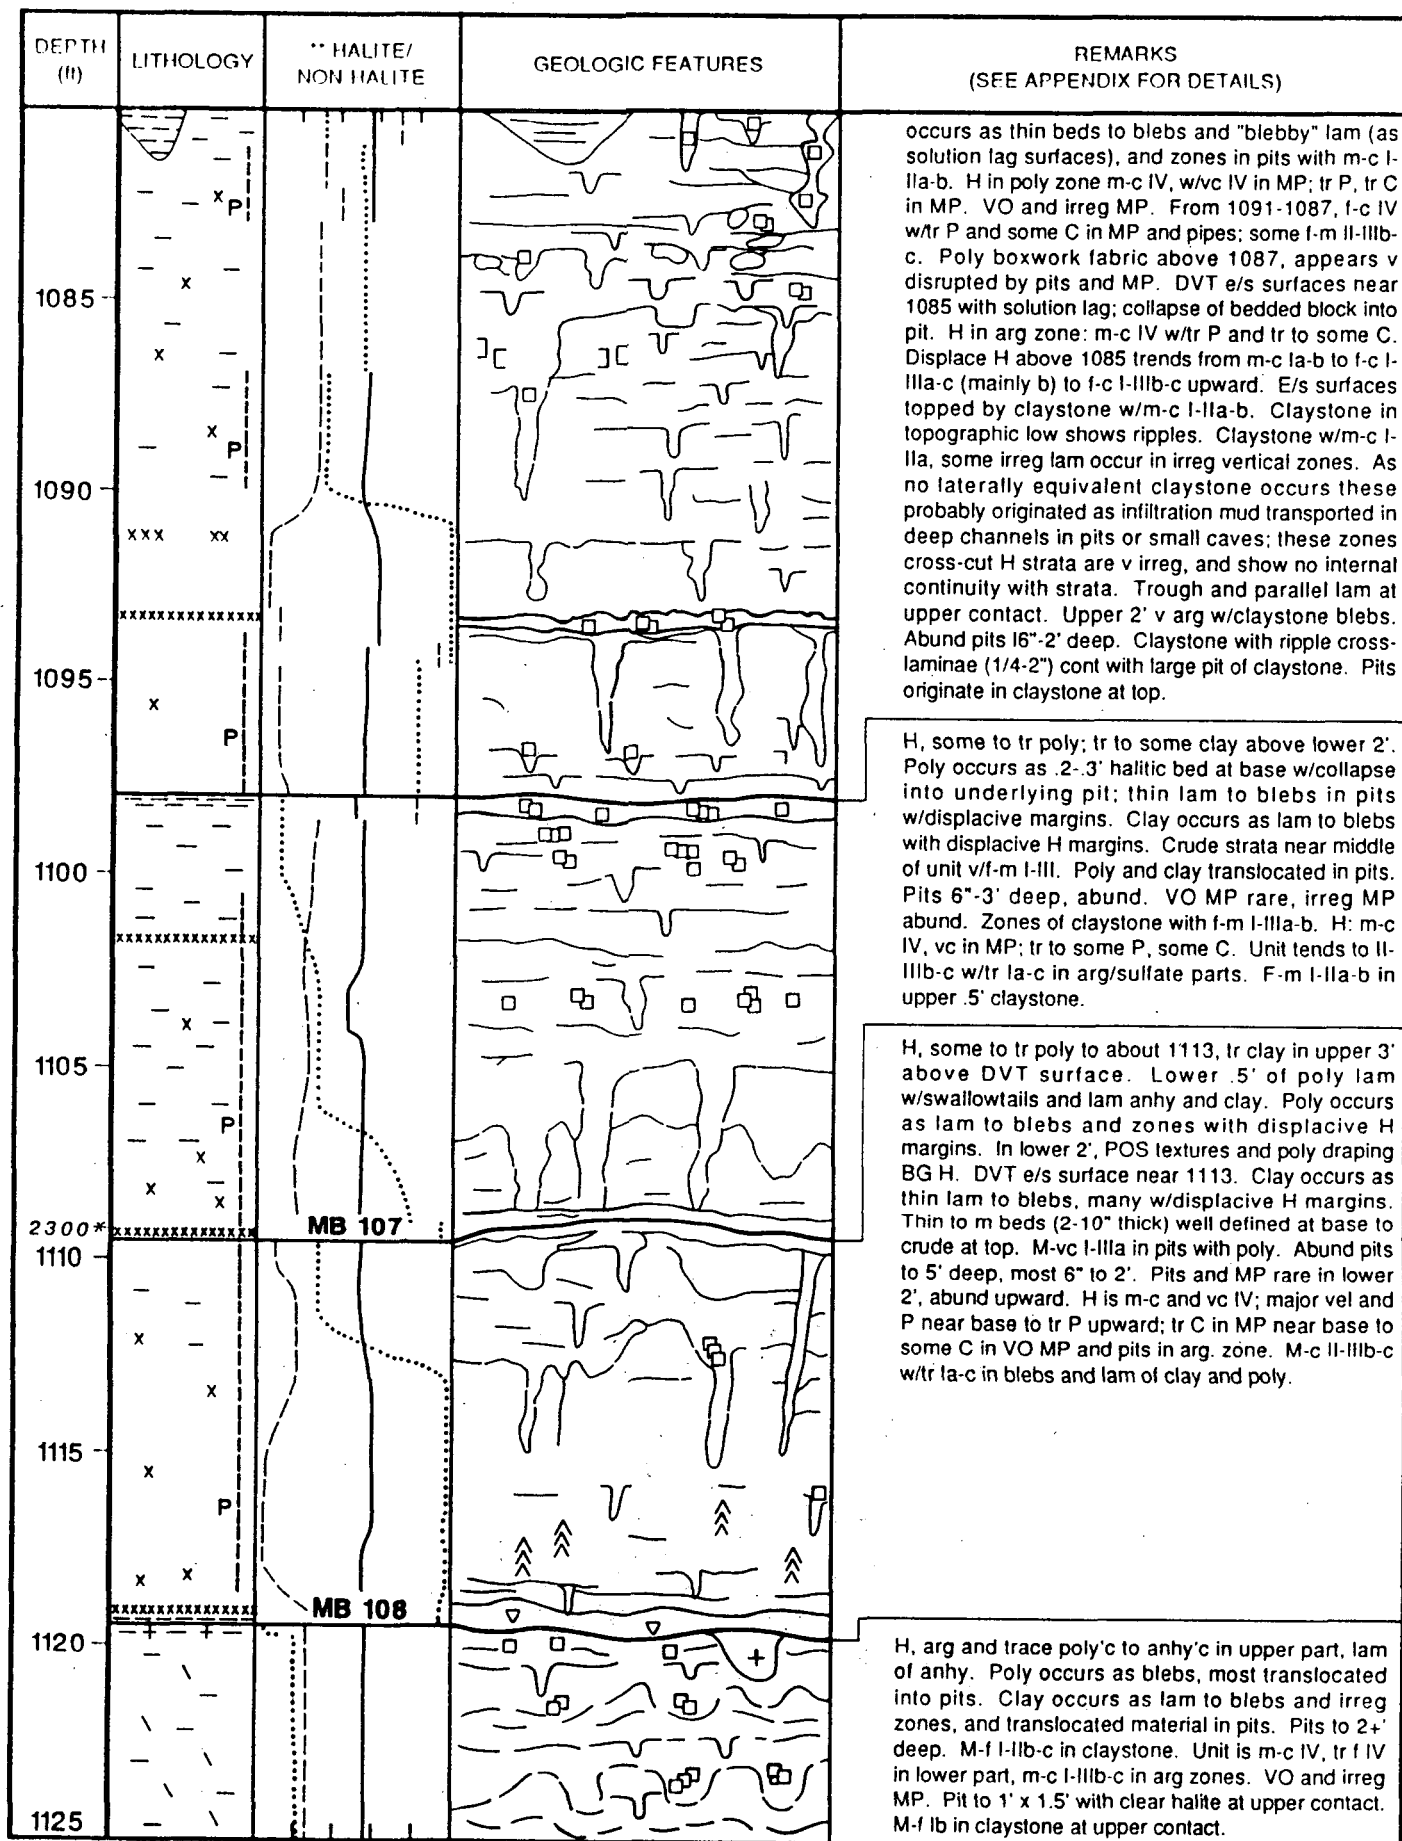 DEPTH (ft)
LITHOLOGY
•• HALITE/ NON HALITE
GEOLOGIC FEATURES
REMARKS
(SEE APPENDIX FOR DETAILS)
occurs as thin beds to blebs and "blebby" lam (as
solution lag surfaces), and zones in pits with m-c I-
IIa-b. H in poly zone m-c IV, w/vc IV in MP; tr P, tr C
in MP. VO and irreg MP. From 1091-1087, f-c IV
w/tr P and some C in MP and pipes; some f-m II-IIIb-
c. Poly boxwork fabric above 1087, appears v
disrupted by pits and MP. DVT e/s surfaces near
1085 with solution lag; collapse of bedded block into
pit. H in arg zone: m-c IV w/tr P and tr to some C.
Displace H above 1085 trends from m-c Ia-b to f-c I-
IIIa-c (mainly b) to f-c I-IIIb-c upward. E/s surfaces
topped by claystone w/m-c I-IIa-b. Claystone in
topographic low shows ripples. Claystone w/m-c I-
IIa, some irreg lam occur in irreg vertical zones. As
no laterally equivalent claystone occurs these
probably originated as infiltration mud transported in
deep channels in pits or small caves; these zones
cross-cut H strata are v irreg, and show no internal
continuity with strata. Trough and parallel lam at
upper contact. Upper 2' v arg w/claystone blebs.
Abund pits I6"-2' deep. Claystone with ripple cross-
laminae (1/4-2") cont with large pit of claystone. Pits
originate in claystone at top.
H, some to tr poly; tr to some clay above lower 2'.
Poly occurs as .2-.3' halitic bed at base w/collapse
into underlying pit; thin lam to blebs in pits
w/displacive margins. Clay occurs as lam to blebs
with displacive H margins. Crude strata near middle
of unit v/f-m I-III. Poly and clay translocated in pits.
Pits 6"-3' deep, abund. VO MP rare, irreg MP
abund. Zones of claystone with f-m I-IIIa-b. H: m-c
IV, vc in MP; tr to some P, some C. Unit tends to II-
IIIb-c w/tr Ia-c in arg/sulfate parts. F-m I-IIa-b in
upper .5' claystone.
H, some to tr poly to about 1113, tr clay in upper 3'
above DVT surface. Lower .5' of poly lam
w/swallowtails and lam anhy and clay. Poly occurs
as lam to blebs and zones with displacive H
margins. In lower 2', POS textures and poly draping
BG H. DVT e/s surface near 1113. Clay occurs as
thin lam to blebs, many w/displacive H margins.
Thin to m beds (2-10" thick) well defined at base to
crude at top. M-vc I-IIIa in pits with poly. Abund pits
to 5' deep, most 6" to 2'. Pits and MP rare in lower
2', abund upward. H is m-c and vc IV; major vel and
P near base to tr P upward; tr C in MP near base to
some C in VO MP and pits in arg. zone. M-c II-IIIb-c
w/tr Ia-c in blebs and lam of clay and poly.
H, arg and trace poly'c to anhy'c in upper part, lam
of anhy. Poly occurs as blebs, most translocated
into pits. Clay occurs as lam to blebs and irreg
zones, and translocated material in pits. Pits to 2+'
deep. M-f I-IIb-c in claystone. Unit is m-c IV, tr f IV
in lower part, m-c I-IIIb-c in arg zones. VO and irreg
MP. Pit to 1' x 1.5' with clear halite at upper contact.
M-f Ib in claystone at upper contact.
P
1085
P
1090
xxx xx
xxxxxxxxxxxxx
1095
P
1100
xxxxxxxxxxxxx
1105
P
2300*
MB 107
1110
1115
P
MB 108
1120
1125